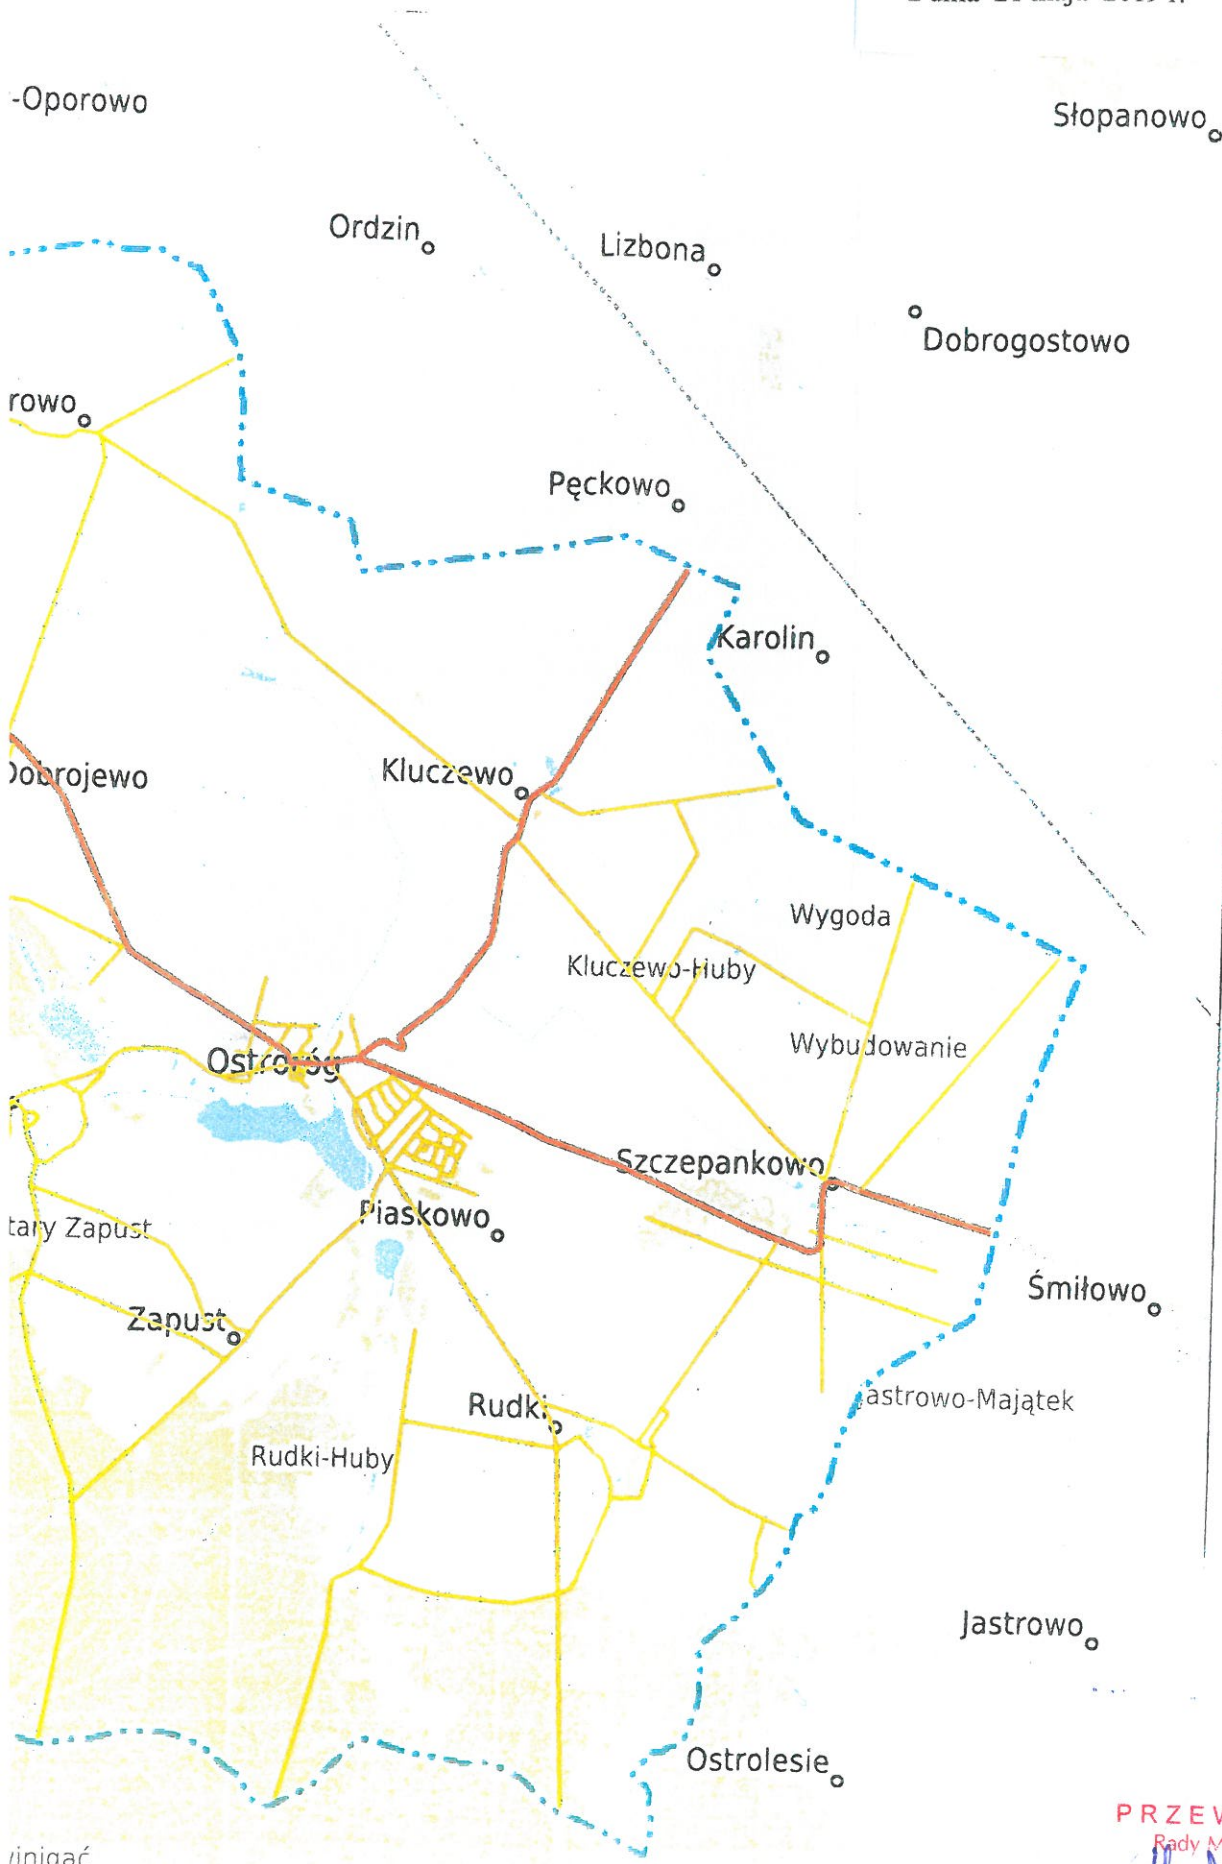 -Oporowo
Słopanowo
Ordzin
Lizbona
Dobrogostowo
rowo
Pęckowo
Karolin
Dobrojewo
Kluczewo
Wygoda
Kluczewo-Huby
Wybudowanie
Ostroróg
Szczepankowo
Piaskowo
tary Zapust
Śmiłowo
Zapust
Jastrowo-Majątek
Rudki
Rudki-Huby
Jastrowo
Ostrolesie
PRZEW
Rady M